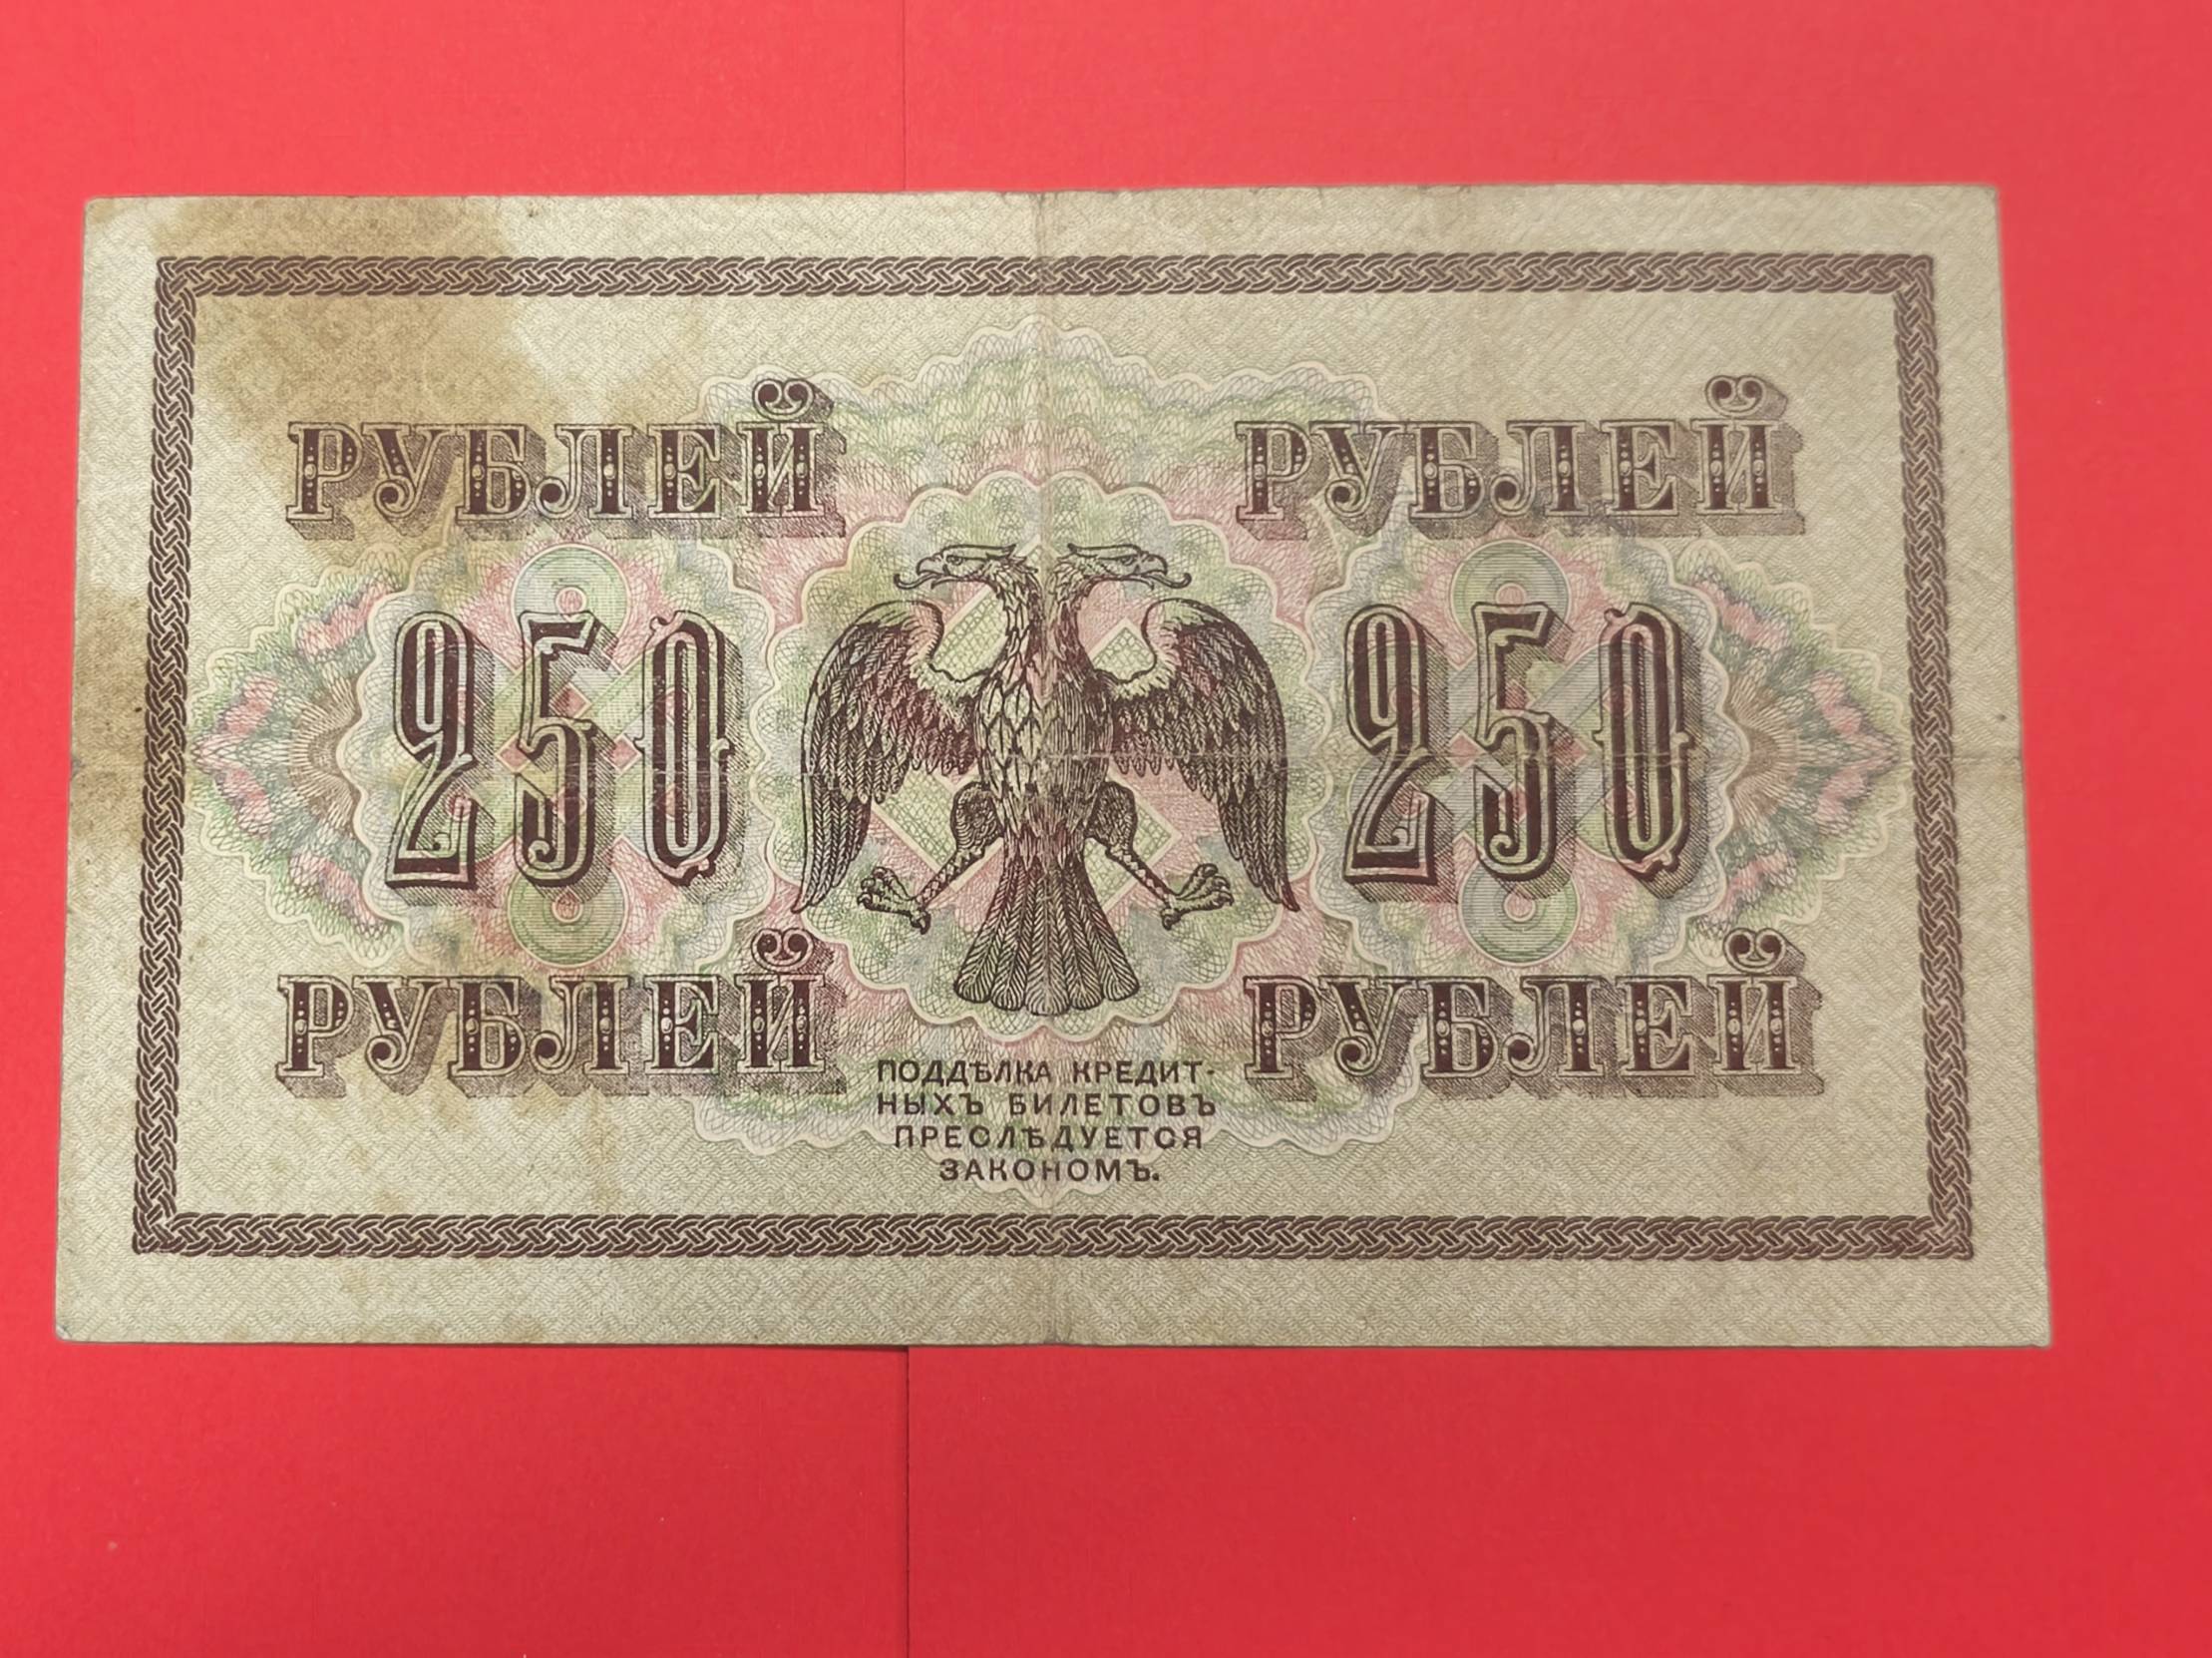 РУБЛЕЙ РУБЛЕЙ
250 250
РУБЛЕЙ РУБЛЕЙ
ПОДДѢЛКА КРЕДИТ-
НЫХЪ БИЛЕТОВЪ
ПРЕСЛѢДУЕТСЯ
ЗАКОНОМЪ.